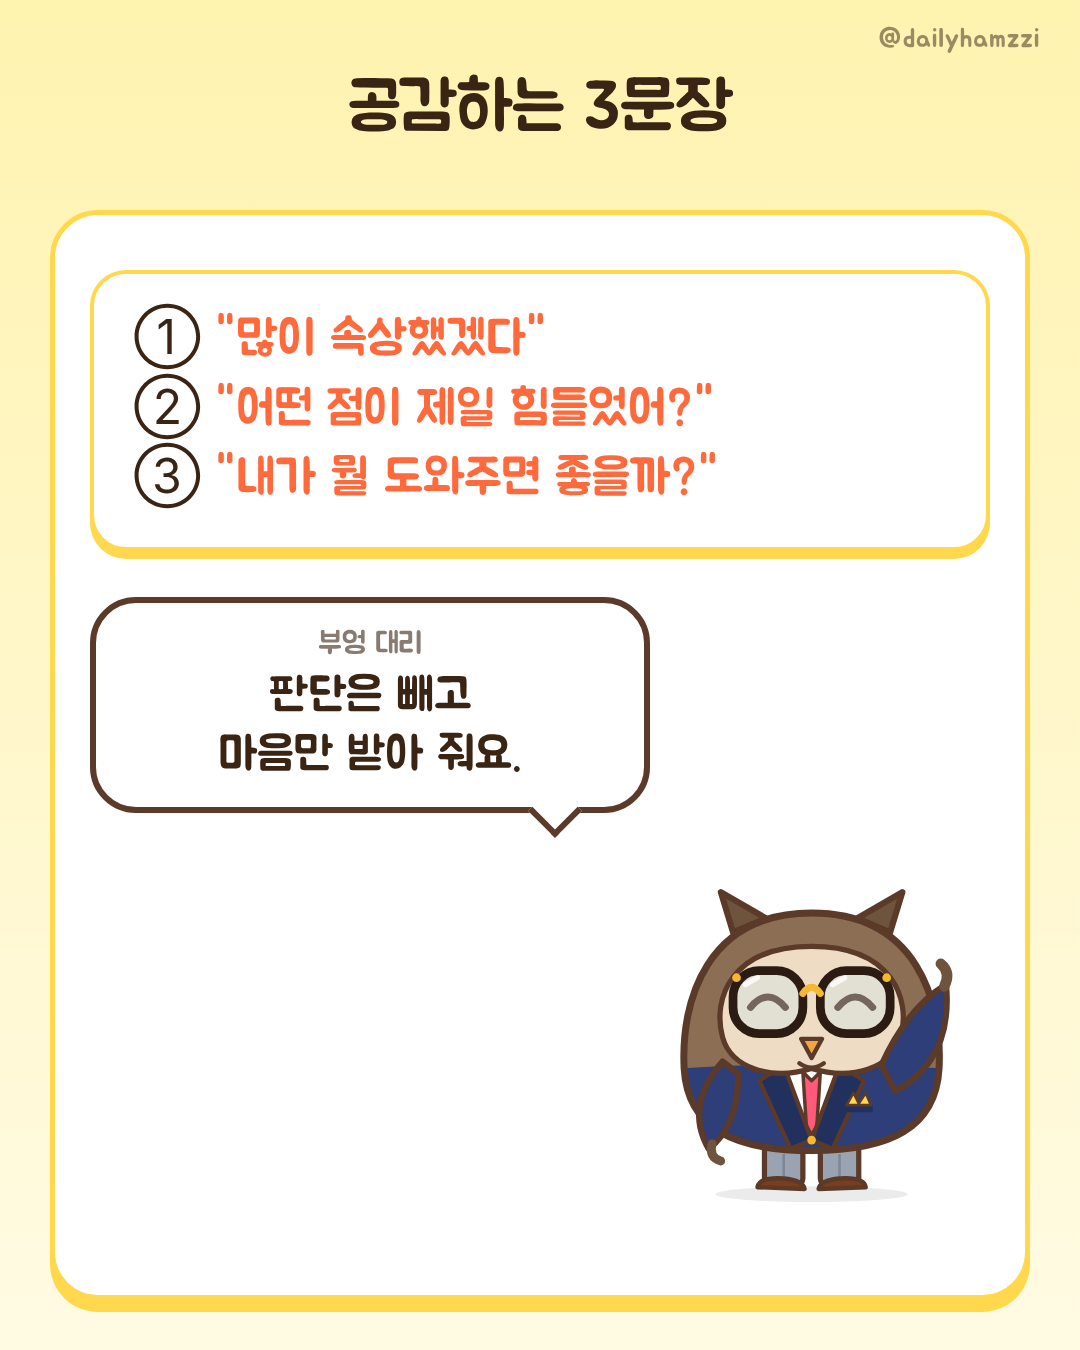 @dailyhamzzi
공감하는 3문장
① "많이 속상했겠다"
② "어떤 점이 제일 힘들었어?"
③ "내가 뭘 도와주면 좋을까?"
부엉 대리
판단은 빼고
마음만 받아 줘요.